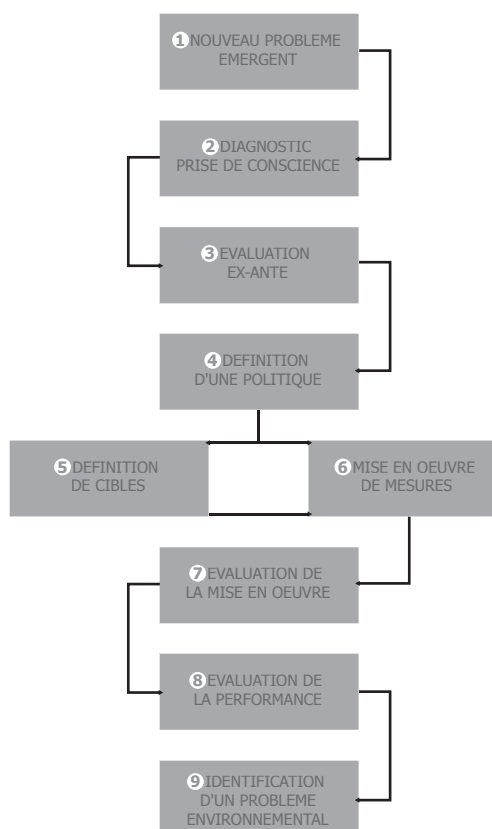 1 NOUVEAU PROBLEME
EMERGENT
2 DIAGNOSTIC
PRISE DE CONSCIENCE
3 EVALUATION
EX-ANTE
4 DEFINITION
D'UNE POLITIQUE
5 DEFINITION
DE CIBLES
6 MISE EN OEUVRE
DE MESURES
7 EVALUATION DE
LA MISE EN OEUVRE
8 EVALUATION DE
LA PERFORMANCE
9 IDENTIFICATION
D'UN PROBLEME
ENVIRONNEMENTAL